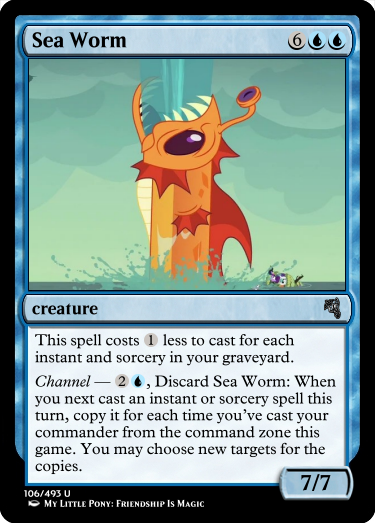 Sea Worm 6
creature
This spell costs 1 less to cast for each
instant and sorcery in your graveyard.
Channel — 2, Discard Sea Worm: When
you next cast an instant or sorcery spell this
turn, copy it for each time you've cast your
commander from the command zone this
game. You may choose new targets for the
copies.
7/7
106/493 U
My Little Pony: Friendship Is Magic